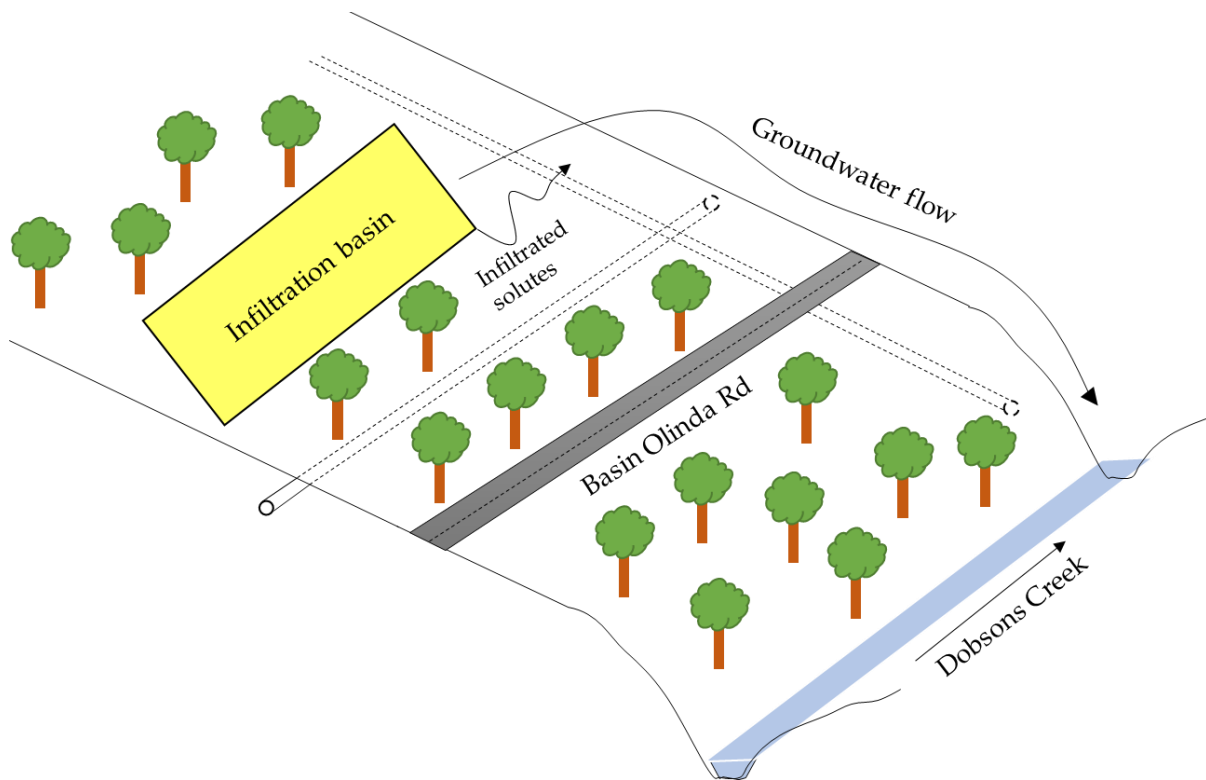 Groundwater flow
Infiltration basin
Infiltrated
solutes
Basin Olinda Rd
Dobsons Creek